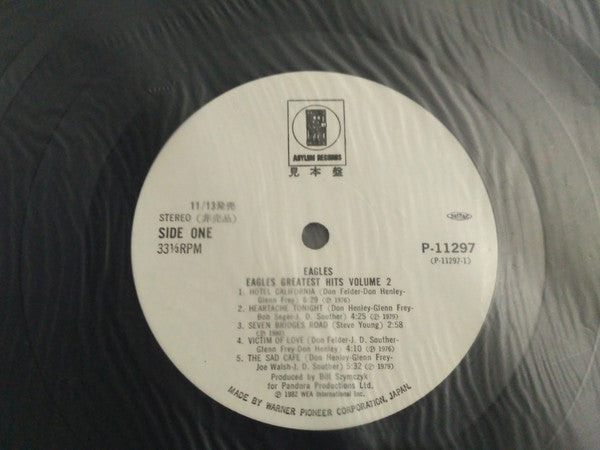 ASYLUM RECORDS
見本盤
11/13発売
STEREO (非売品)
SIDE ONE
33⅓RPM
P-11297
(P-11297-1)
EAGLES
EAGLES GREATEST HITS VOLUME 2
1. HOTEL CALIFORNIA (Don Felder-Don Henley-
Glenn Frey) 6:29 (Ⓟ 1976)
2. HEARTACHE TONIGHT (Don Henley-Glenn Frey-
Bob Seger-J. D. Souther) 4:25 (Ⓟ 1979)
3. SEVEN BRIDGES ROAD (Steve Young) 2:58
(Ⓟ 1980)
4. VICTIM OF LOVE (Don Felder-J. D. Souther-
Glenn Frey-Don Henley) 4:10 (Ⓟ 1976)
5. THE SAD CAFE (Don Henley-Glenn Frey-
Joe Walsh-J. D. Souther) 5:32 (Ⓟ 1979)
Produced by Bill Szymczyk
for Pandora Productions Ltd.
Ⓟ 1982 WEA International Inc.
MADE BY WARNER PIONEER CORPORATION, JAPAN.